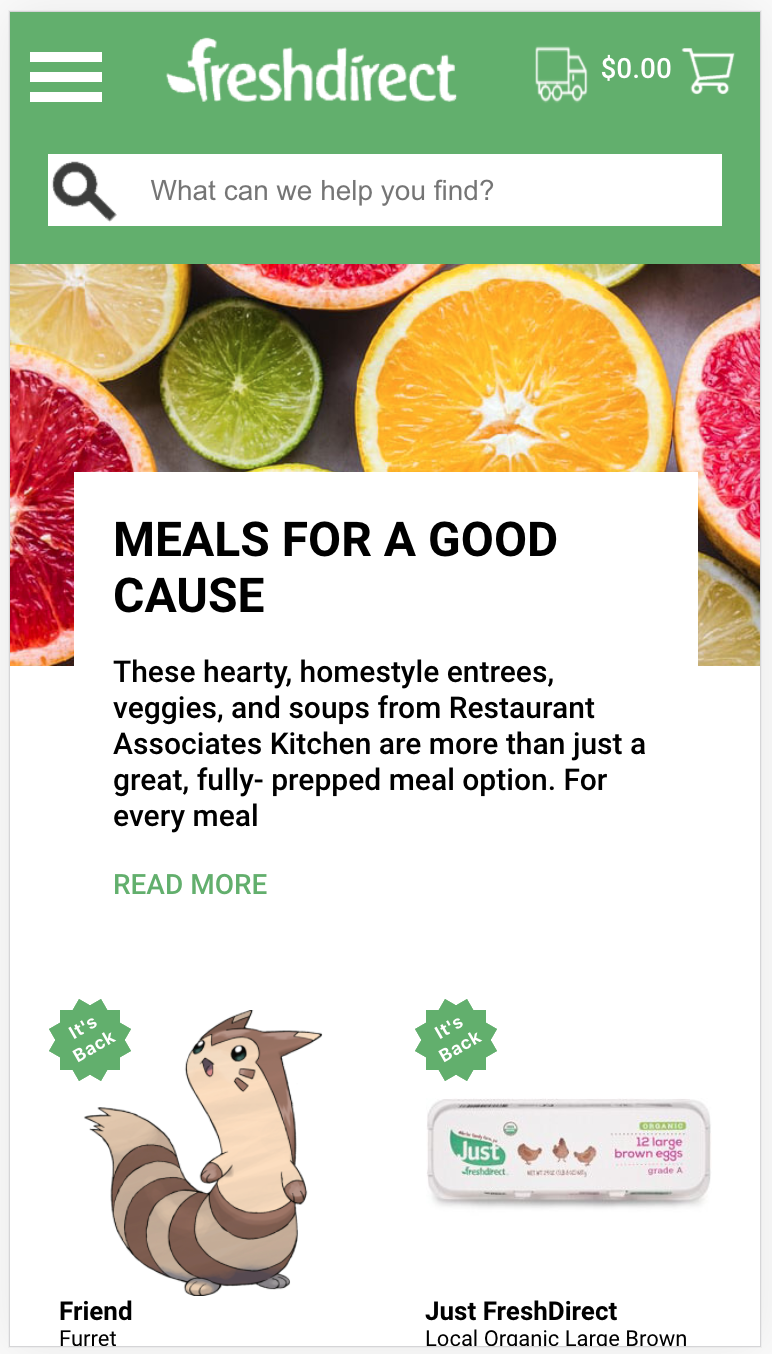 freshdirect
$0.00
What can we help you find?
MEALS FOR A GOOD
CAUSE
These hearty, homestyle entrees,
veggies, and soups from Restaurant
Associates Kitchen are more than just a
great, fully- prepped meal option. For
every meal
READ MORE
It's
Back
It's
Back
ORGANIC
12 large
brown eggs
grade A
Just
freshdirect
Friend
Furret
Just FreshDirect
Local Organic Large Brown